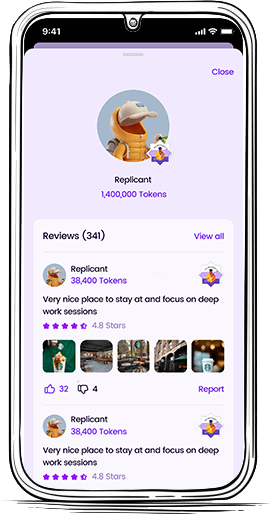 9:41
Close
Replicant
1,400,000 Tokens
Reviews (341)
View all
Replicant
38,400 Tokens
Very nice place to stay at and focus on deep
work sessions
4.8 Stars
32
4
Report
Replicant
38,400 Tokens
Very nice place to stay at and focus on deep
work sessions
4.8 Stars